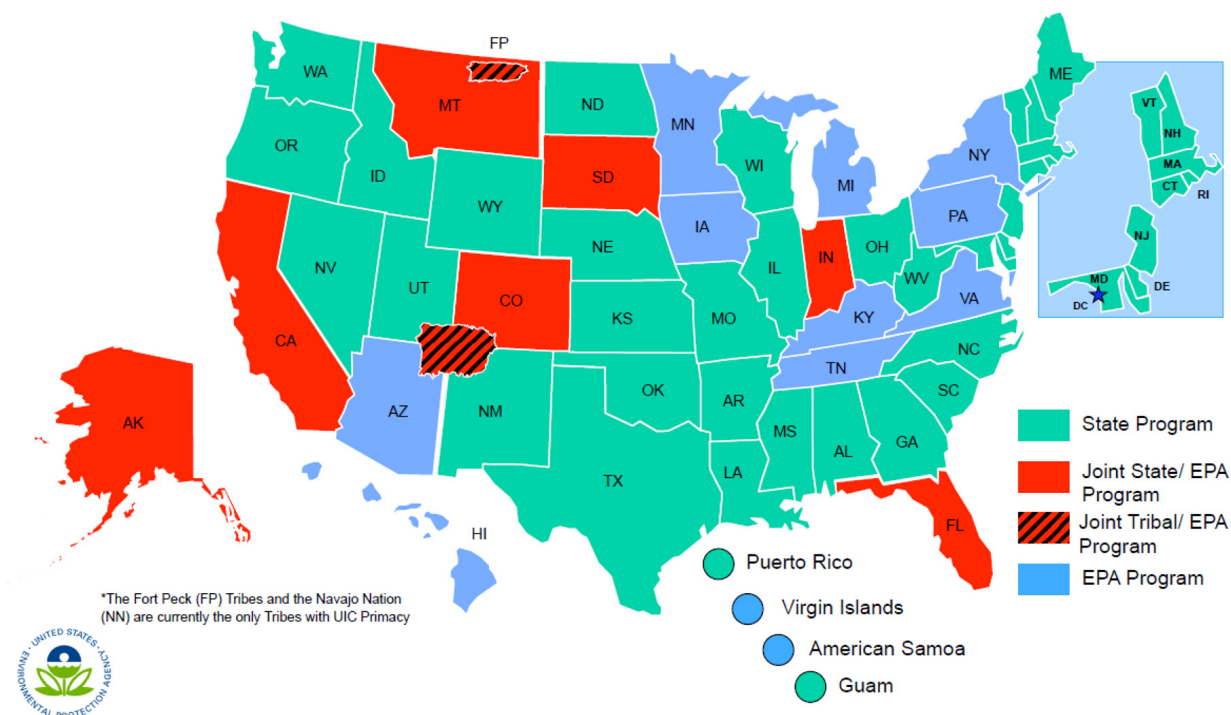 FP
WA
MT
ND
MN
ME
VT
NH
OR
ID
WY
SD
WI
MI
NY
MA
CT
RI
NV
UT
NE
IA
PA
NJ
CO
IL
IN
OH
WV
MD
DE
DC
CA
KS
MO
KY
VA
TN
NC
AK
AZ
NM
OK
AR
SC
MS
AL
GA
TX
LA
FL
HI
State Program
Joint State/ EPA
Program
Joint Tribal/ EPA
Program
EPA Program
Puerto Rico
Virgin Islands
American Samoa
Guam
*The Fort Peck (FP) Tribes and the Navajo Nation
(NN) are currently the only Tribes with UIC Primacy
UNITED STATES
ENVIRONMENTAL PROTECTION AGENCY